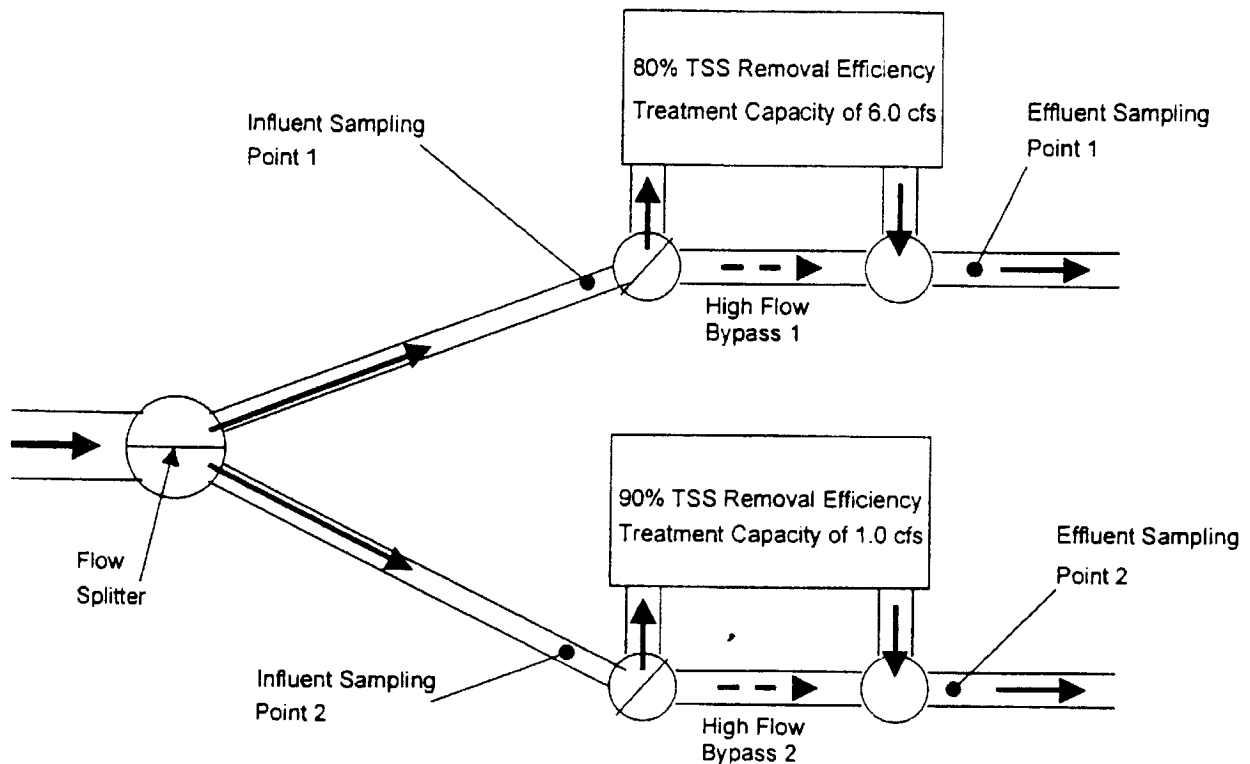 80% TSS Removal Efficiency
Treatment Capacity of 6.0 cfs
Influent Sampling
Point 1
Effluent Sampling
Point 1
High Flow
Bypass 1
90% TSS Removal Efficiency
Treatment Capacity of 1.0 cfs
Effluent Sampling
Point 2
Flow
Splitter
Influent Sampling
Point 2
High Flow
Bypass 2